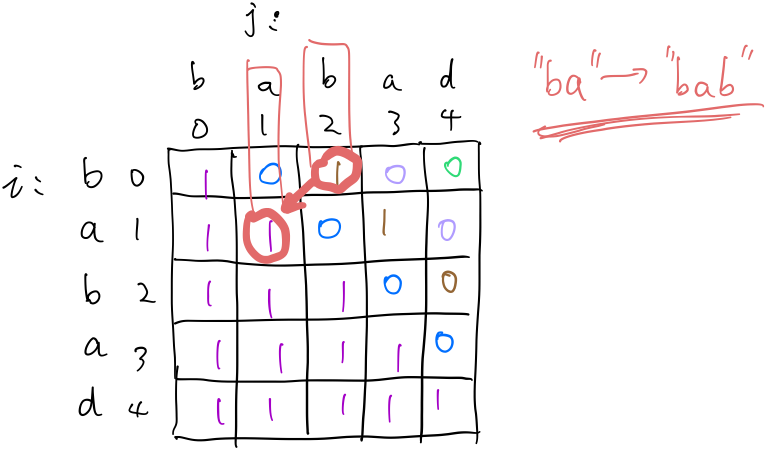 j:
b a b a d
0 1 2 3 4
"ba" → "bab"
i: b 0 1 0 1 0 0
a 1 1 1 0 1 0
b 2 1 1 1 0 0
a 3 1 1 1 1 0
d 4 1 1 1 1 1